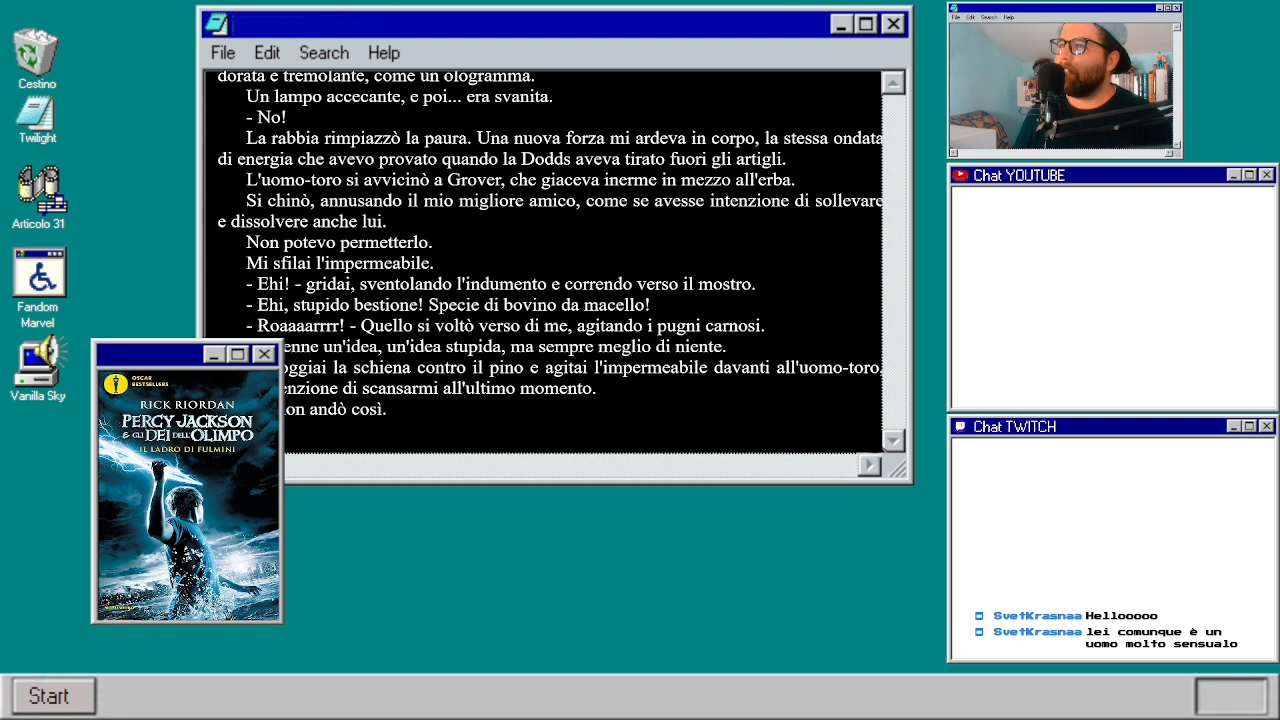 Cestino
Twilight
Articolo 31
Fandom
Marvel
Vanilla Sky
File Edit Search Help
dorata e tremolante, come un ologramma.
Un lampo accecante, e poi... era svanita.
- No!
La rabbia rimpiazzò la paura. Una nuova forza mi ardeva in corpo, la stessa ondata
di energia che avevo provato quando la Dodds aveva tirato fuori gli artigli.
L'uomo-toro si avvicinò a Grover, che giaceva inerme in mezzo all'erba.
Si chinò, annusando il mio migliore amico, come se avesse intenzione di sollevare
e dissolvere anche lui.
Non potevo permetterlo.
Mi sfilai l'impermeabile.
- Ehi! - gridai, sventolando l'indumento e correndo verso il mostro.
- Ehi, stupido bestione! Specie di bovino da macello!
- Roaaaarrrr! - Quello si voltò verso di me, agitando i pugni carnosi.
enne un'idea, un'idea stupida, ma sempre meglio di niente.
oggiai la schiena contro il pino e agitai l'impermeabile davanti all'uomo-toro,
enzione di scansarmi all'ultimo momento.
on andò così.
OSCAR
BESTSELLERS
RICK RIORDAN
PERCY JACKSON
& GLI DEI DELL'OLIMPO
IL LADRO DI FULMINI
MONDADORI
File Edit Search Help
Chat YOUTUBE
Chat TWITCH
SvetKrasnaa Hellooooo
SvetKrasnaa lei comunque è un
uomo molto sensualo
Start